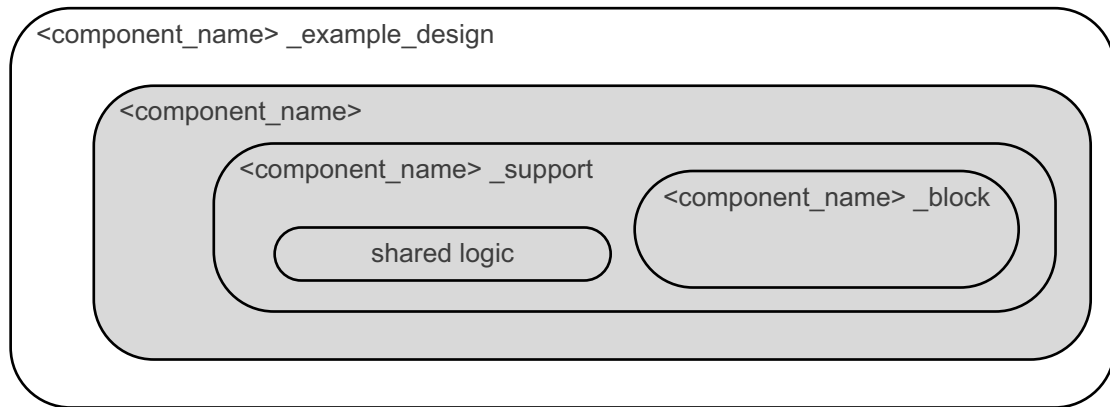 <component_name> _example_design
<component_name>
<component_name> _support
<component_name> _block
shared logic